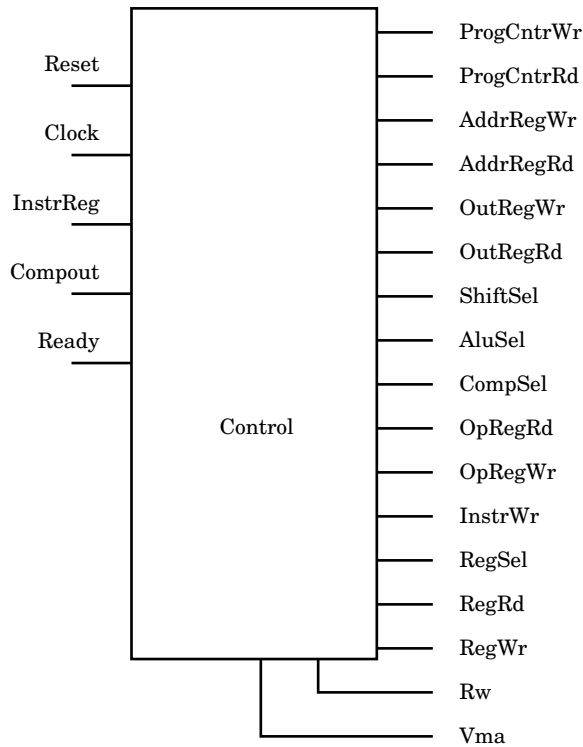 Reset
Clock
InstrReg
Compout
Ready
Control
ProgCntrWr
ProgCntrRd
AddrRegWr
AddrRegRd
OutRegWr
OutRegRd
ShiftSel
AluSel
CompSel
OpRegRd
OpRegWr
InstrWr
RegSel
RegRd
RegWr
Rw
Vma